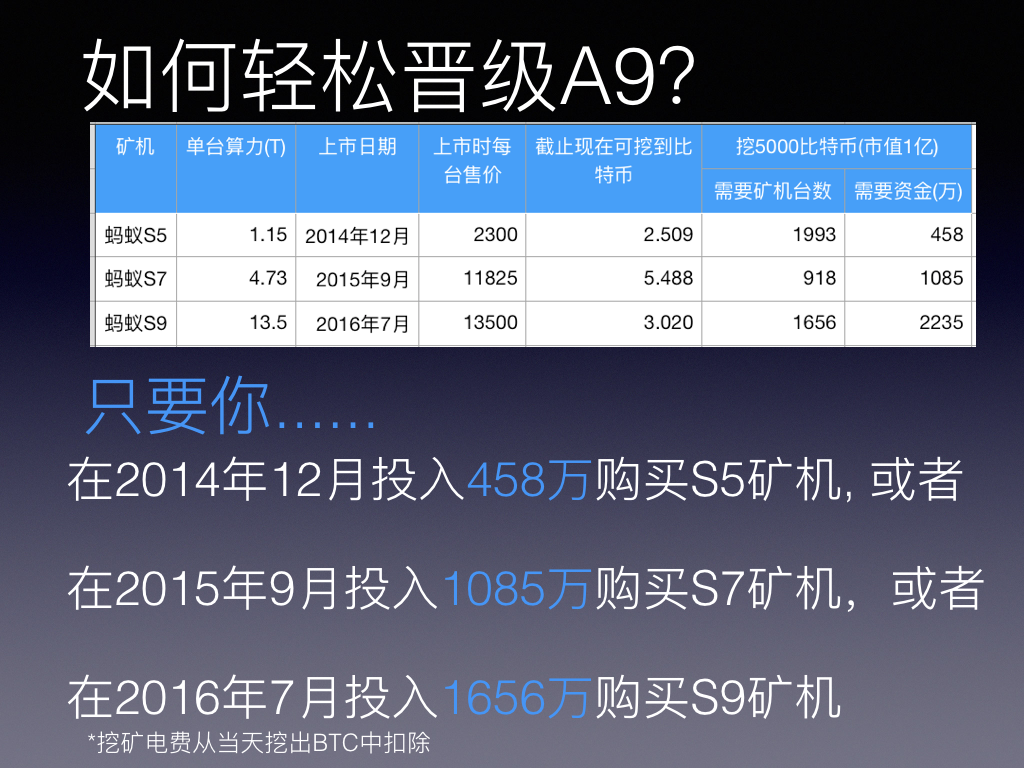 如何轻松晋级A9?
矿机 单台算力(T) 上市日期 上市时每台售价 截止现在可挖到比特币 挖5000比特币(市值1亿)
需要矿机台数 需要资金(万)
蚂蚁S5 1.15 2014年12月 2300 2.509 1993 458
蚂蚁S7 4.73 2015年9月 11825 5.488 918 1085
蚂蚁S9 13.5 2016年7月 13500 3.020 1656 2235
只要你......
在2014年12月投入458万购买S5矿机, 或者
在2015年9月投入1085万购买S7矿机，或者
在2016年7月投入1656万购买S9矿机
*挖矿电费从当天挖出BTC中扣除